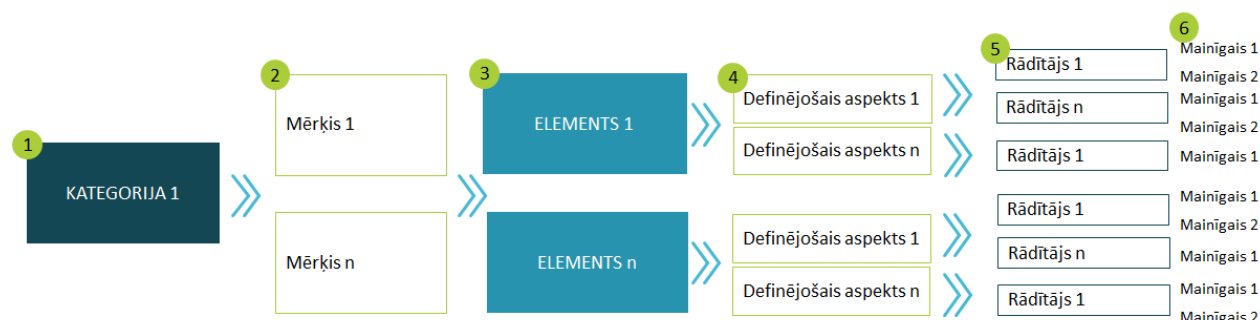 1
KATEGORIJA 1
2
Mērķis 1
Mērķis n
3
ELEMENTS 1
ELEMENTS n
4
Definējošais aspekts 1
Definējošais aspekts n
Definējošais aspekts 1
Definējošais aspekts n
5
Rādītājs 1
Rādītājs n
Rādītājs 1
Rādītājs 1
Rādītājs n
Rādītājs 1
6
Mainīgais 1
Mainīgais 2
Mainīgais 1
Mainīgais 2
Mainīgais 1
Mainīgais 1
Mainīgais 2
Mainīgais 1
Mainīgais 1
Mainīgais 2